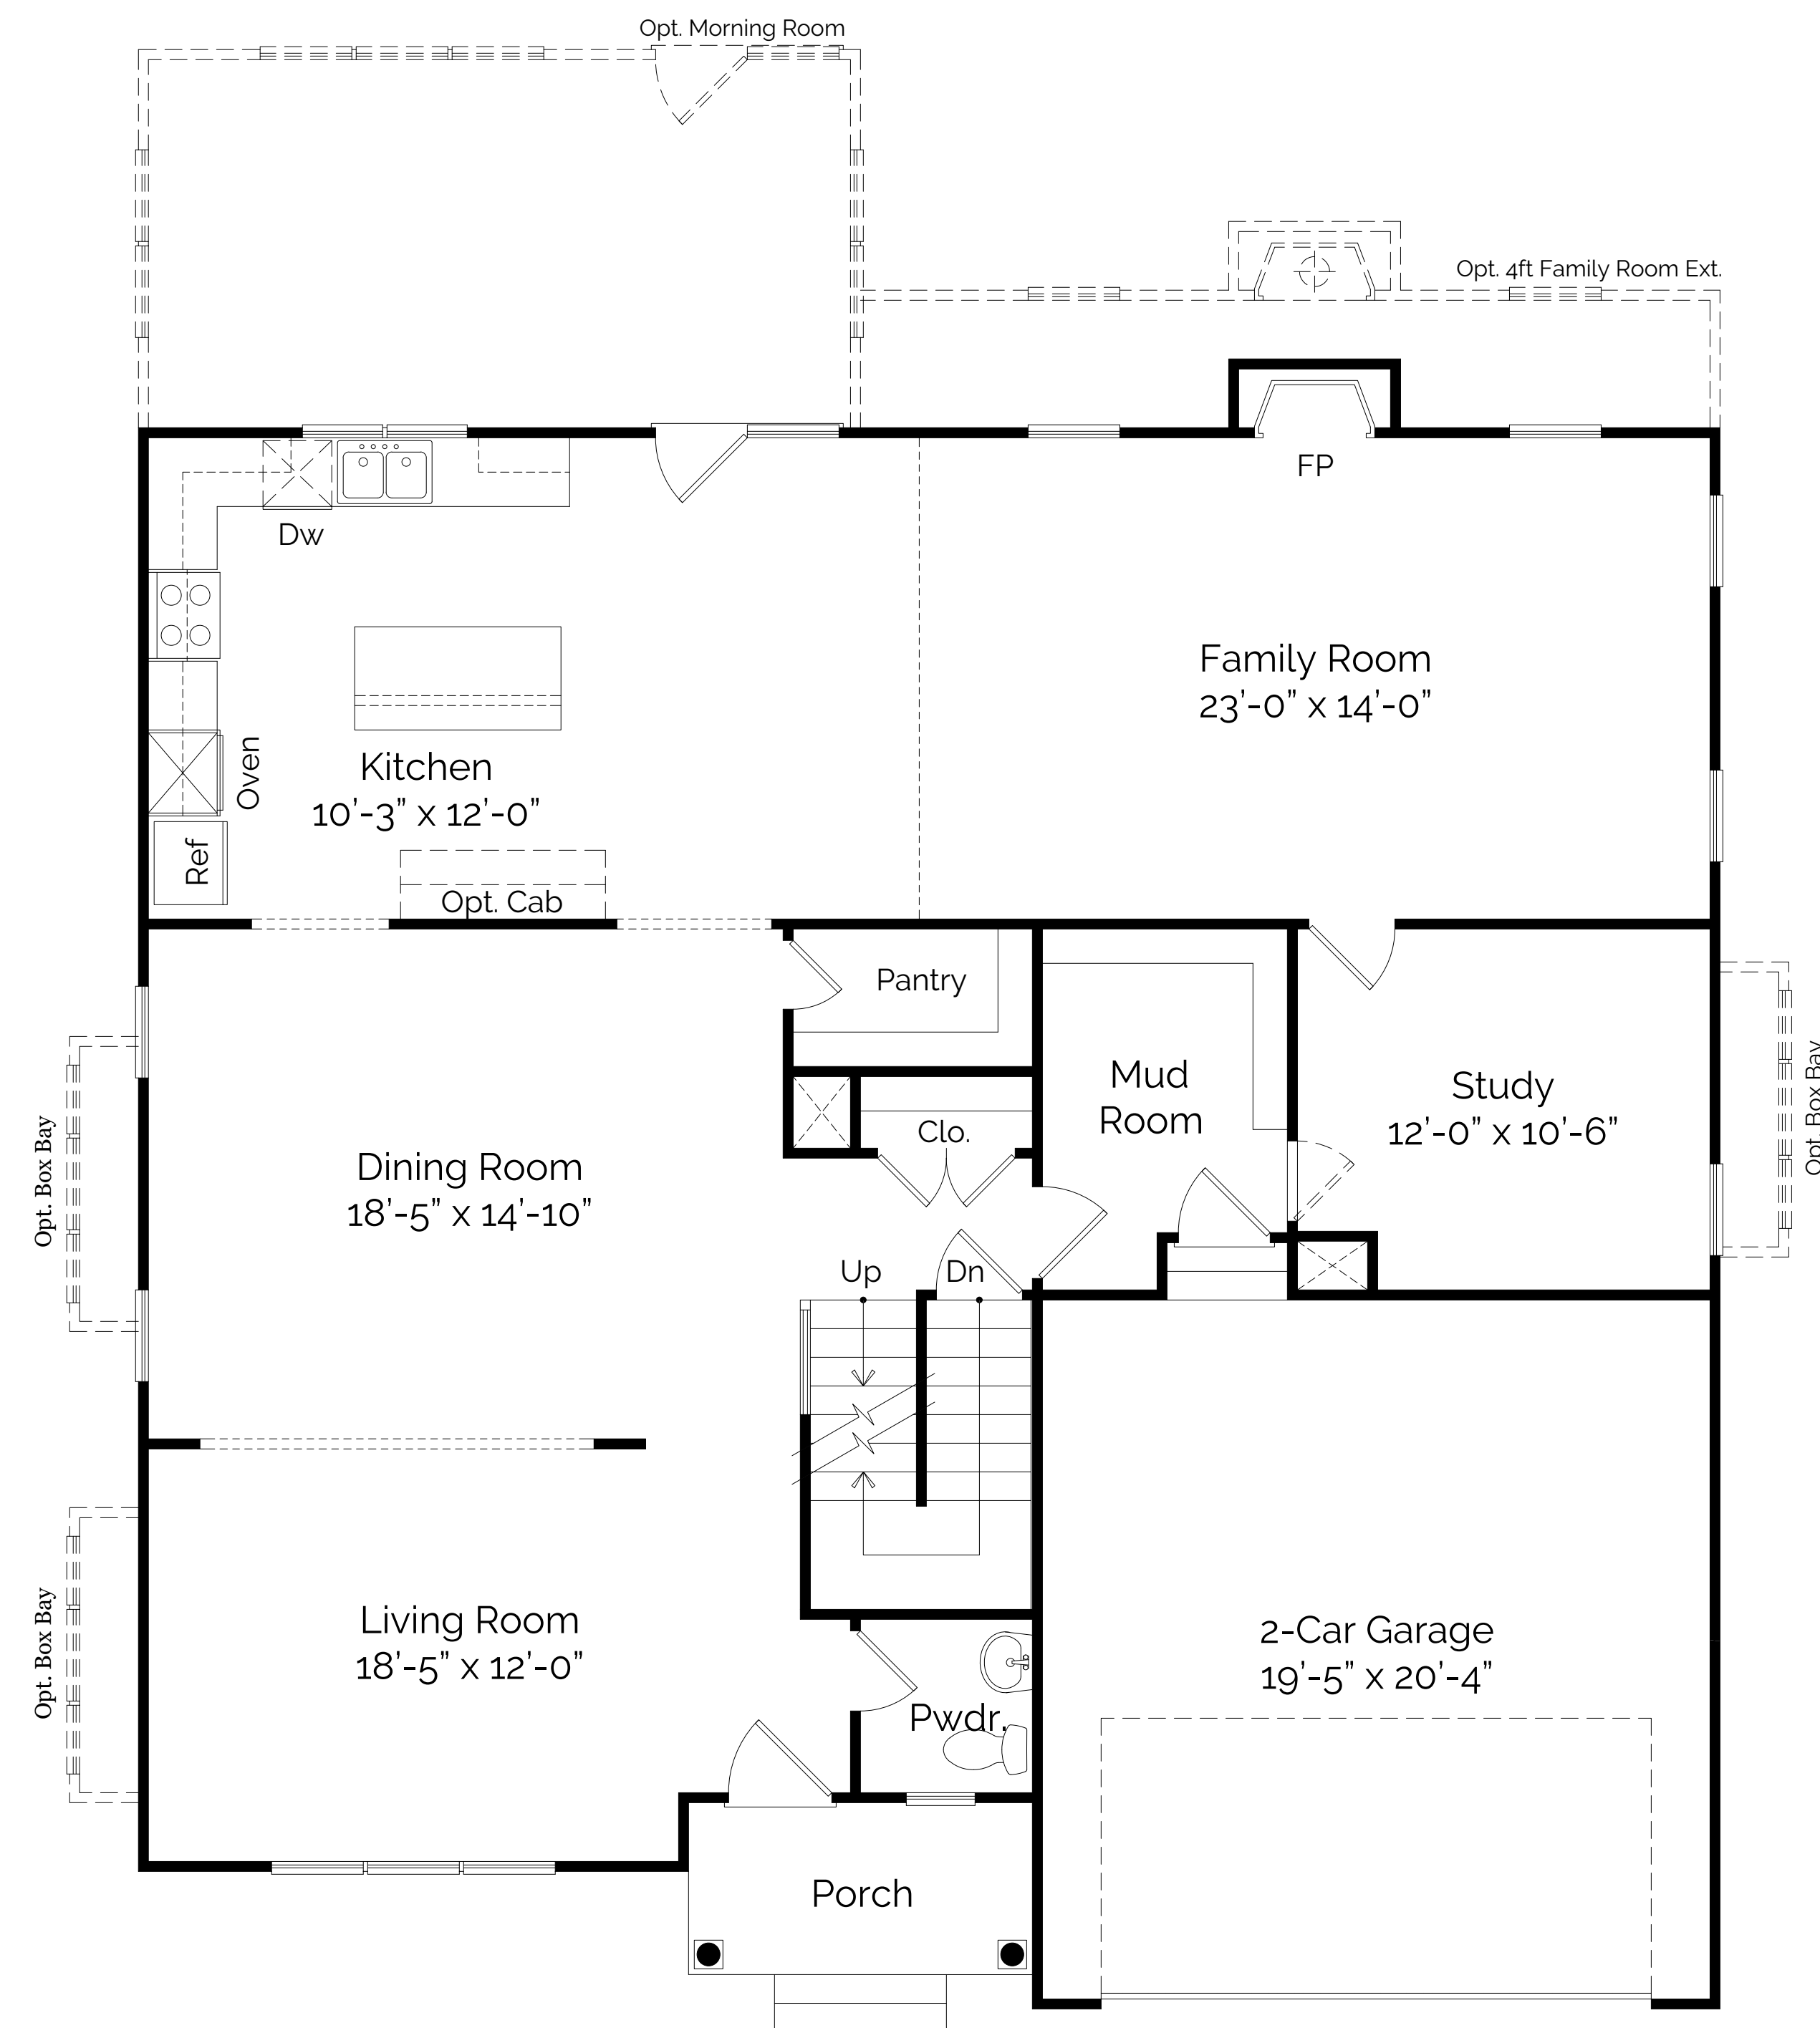 Opt. Morning Room
Opt. 4ft Family Room Ext.
FP
Dw
Family Room
23'-0" x 14'-0"
Oven
Kitchen
10'-3" x 12'-0"
Ref
Opt. Cab
Pantry
Mud
Room
Study
12'-0" x 10'-6"
Opt. Box Bay
Opt. Box Bay
Clo.
Dining Room
18'-5" x 14'-10"
Up
Dn
Living Room
18'-5" x 12'-0"
Opt. Box Bay
2-Car Garage
19'-5" x 20'-4"
Pwdr.
Porch